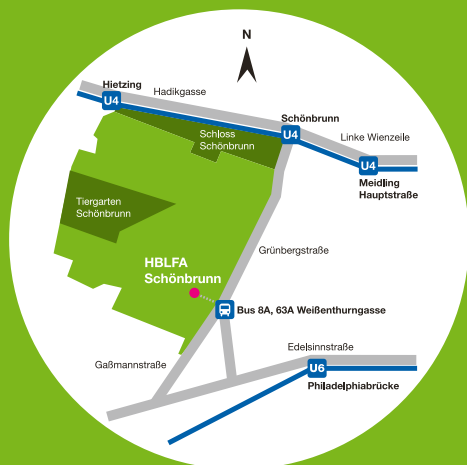 N
Hietzing
U4
Hadikgasse
Schönbrunn
U4
Linke Wienzeile
Schloss
Schönbrunn
U4
Meidling
Hauptstraße
Tiergarten
Schönbrunn
Grünbergstraße
HBLFA
Schönbrunn
Bus 8A, 63A Weißenthurngasse
Gaßmannstraße
Edelsinnstraße
U6
Philadelphiabrücke